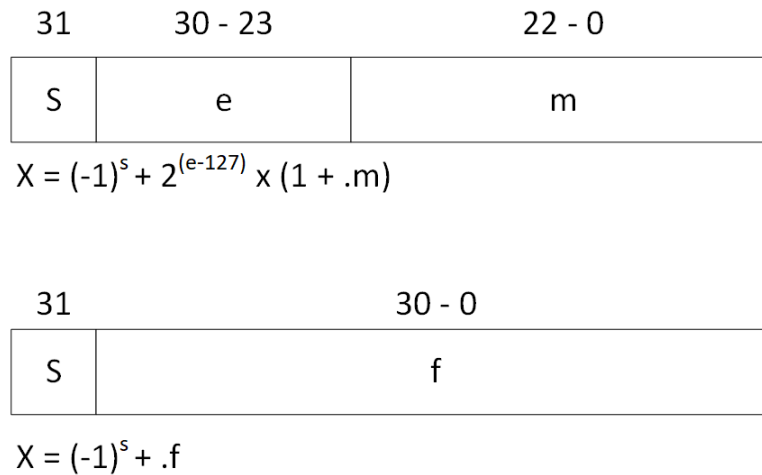 31 30 - 23 22 - 0
S e m
X = (-1)^s + 2^(e-127) x (1 + .m)
31 30 - 0
S f
X = (-1)^s + .f